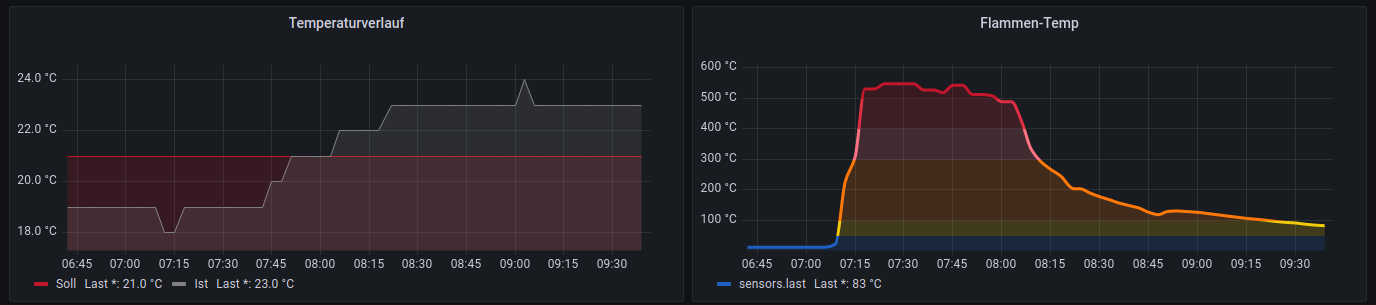 Temperaturverlauf
24.0 °C
22.0 °C
20.0 °C
18.0 °C
06:45 07:00 07:15 07:30 07:45 08:00 08:15 08:30 08:45 09:00 09:15 09:30
Soll Last *: 21.0 °C Ist Last *: 23.0 °C
Flammen-Temp
600 °C
500 °C
400 °C
300 °C
200 °C
100 °C
06:45 07:00 07:15 07:30 07:45 08:00 08:15 08:30 08:45 09:00 09:15 09:30
sensors.last Last *: 83 °C